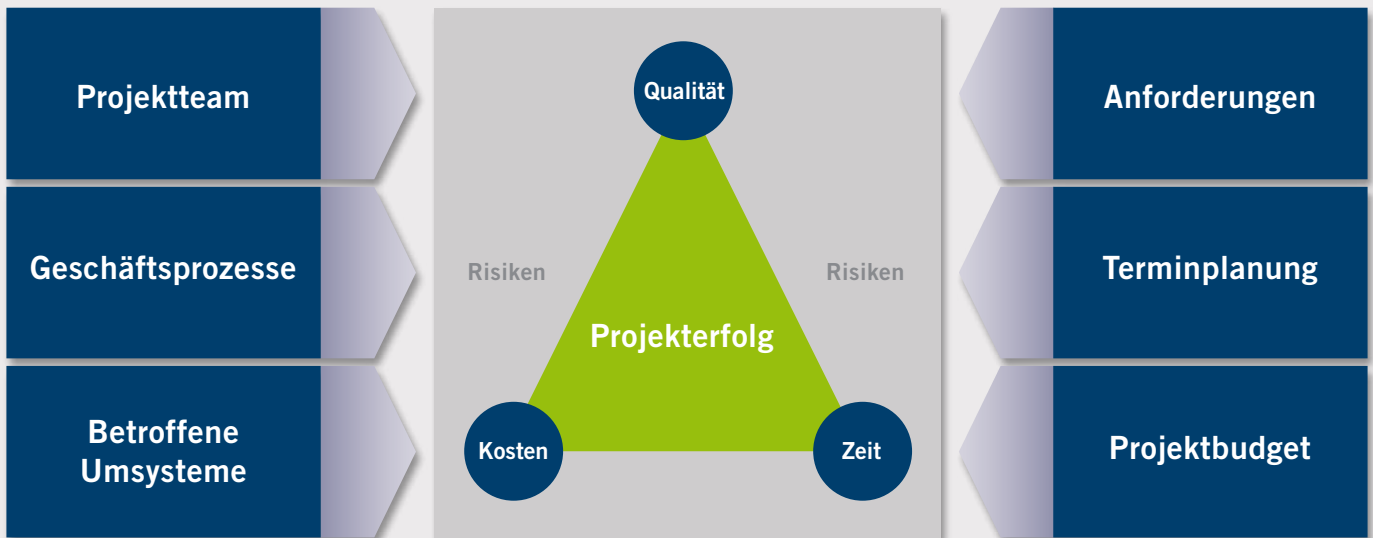 Projektteam
Geschäftsprozesse
Betroffene
Umsysteme
Qualität
Risiken
Risiken
Projekterfolg
Kosten
Zeit
Anforderungen
Terminplanung
Projektbudget